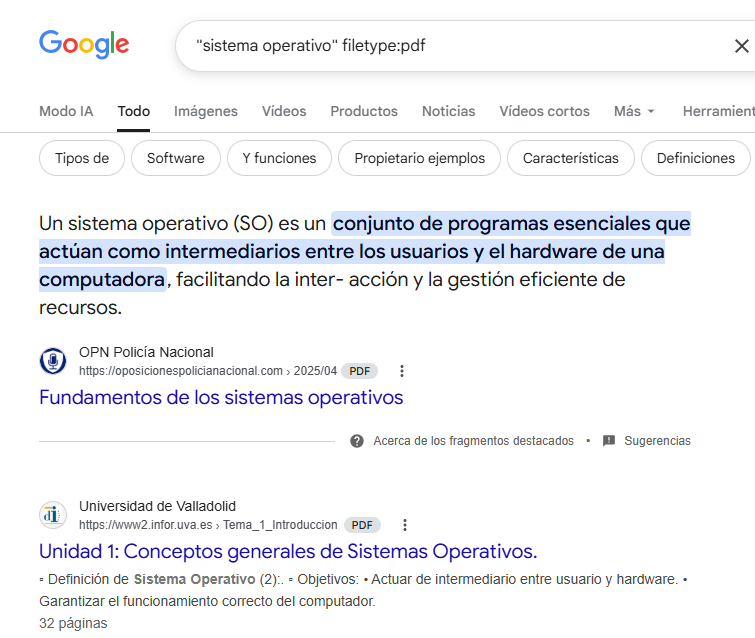 Google
"sistema operativo" filetype:pdf
Modo IA Todo Imágenes Vídeos Productos Noticias Vídeos cortos Más Herramient
Tipos de Software Y funciones Propietario ejemplos Características Definiciones
Un sistema operativo (SO) es un conjunto de programas esenciales que
actúan como intermediarios entre los usuarios y el hardware de una
computadora, facilitando la inter- acción y la gestión eficiente de
recursos.
OPN Policía Nacional
https://oposicionespolicianacional.com › 2025/04 PDF
Fundamentos de los sistemas operativos
Acerca de los fragmentos destacados • Sugerencias
Universidad de Valladolid
https://www2.infor.uva.es › Tema_1_Introduccion PDF
Unidad 1: Conceptos generales de Sistemas Operativos.
▫ Definición de Sistema Operativo (2):. ▫ Objetivos: • Actuar de intermediario entre usuario y hardware. •
Garantizar el funcionamiento correcto del computador.
32 páginas